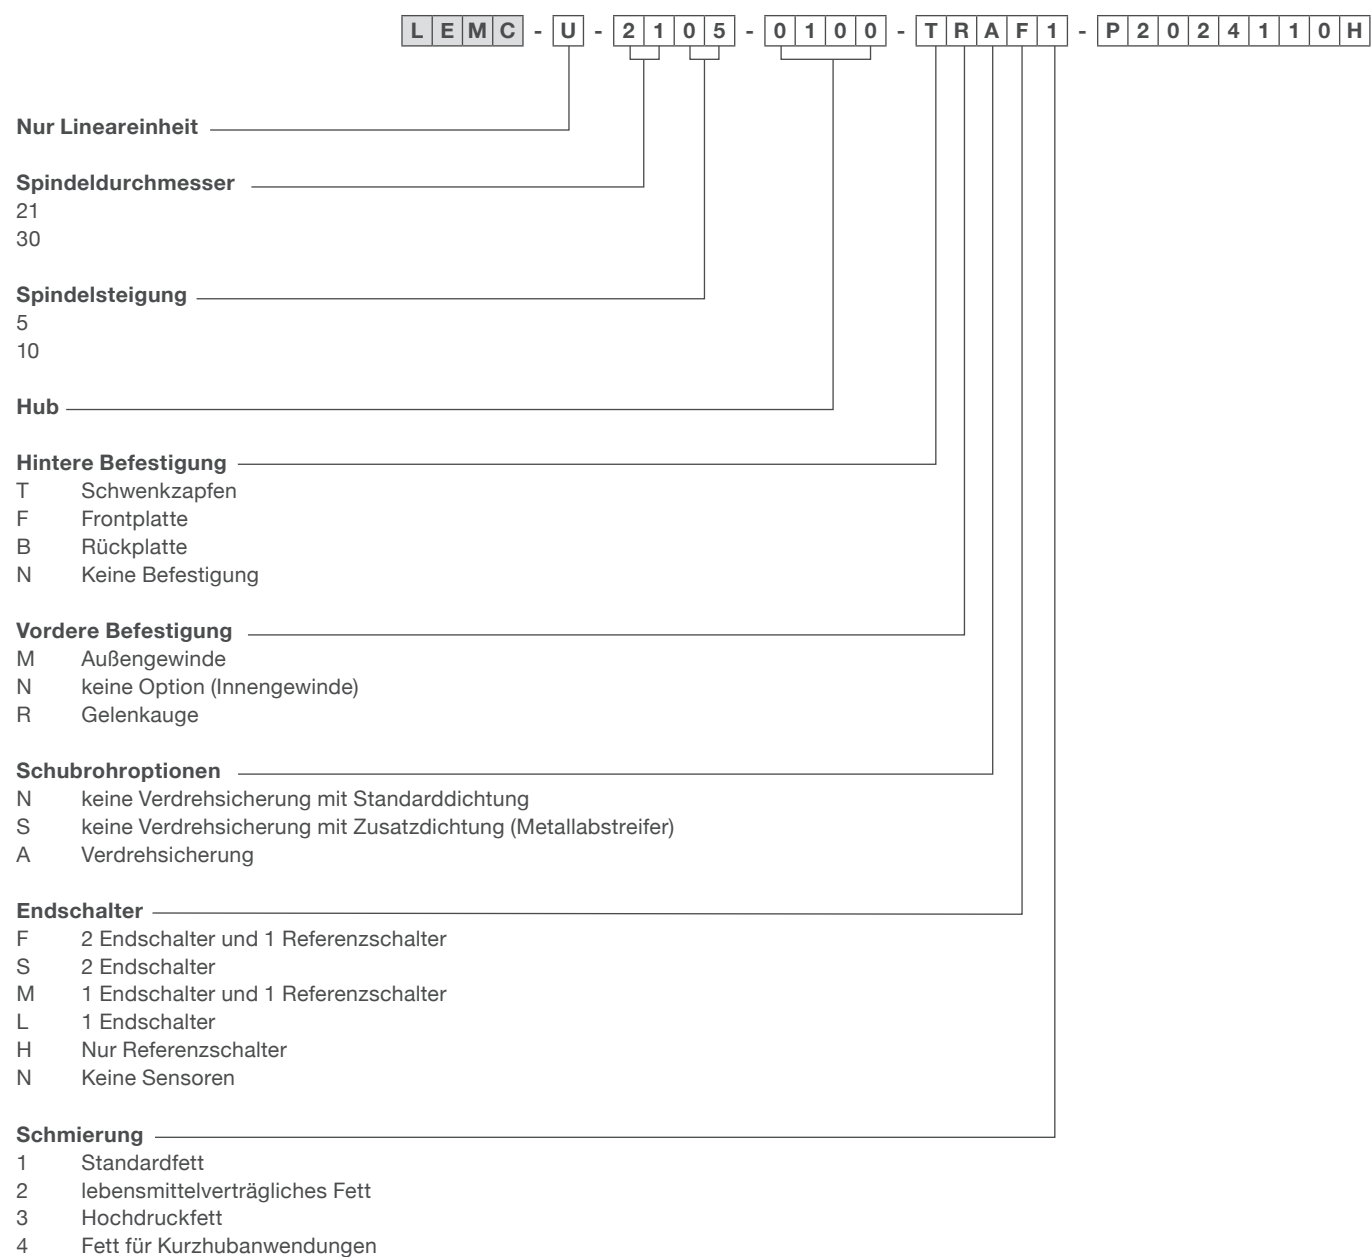 LEMC - U - 2105 - 0100 - TRAF1 - P2024110H
Nur Lineareinheit
Spindeldurchmesser
21
30
Spindelsteigung
5
10
Hub
Hintere Befestigung
T Schwenkzapfen
F Frontplatte
B Rückplatte
N Keine Befestigung
Vordere Befestigung
M Außengewinde
N keine Option (Innengewinde)
R Gelenkauge
Schubrohroptionen
N keine Verdrehsicherung mit Standarddichtung
S keine Verdrehsicherung mit Zusatzdichtung (Metallabstreifer)
A Verdrehsicherung
Endschalter
F 2 Endschalter und 1 Referenzschalter
S 2 Endschalter
M 1 Endschalter und 1 Referenzschalter
L 1 Endschalter
H Nur Referenzschalter
N Keine Sensoren
Schmierung
1 Standardfett
2 lebensmittelverträgliches Fett
3 Hochdruckfett
4 Fett für Kurzhubanwendungen